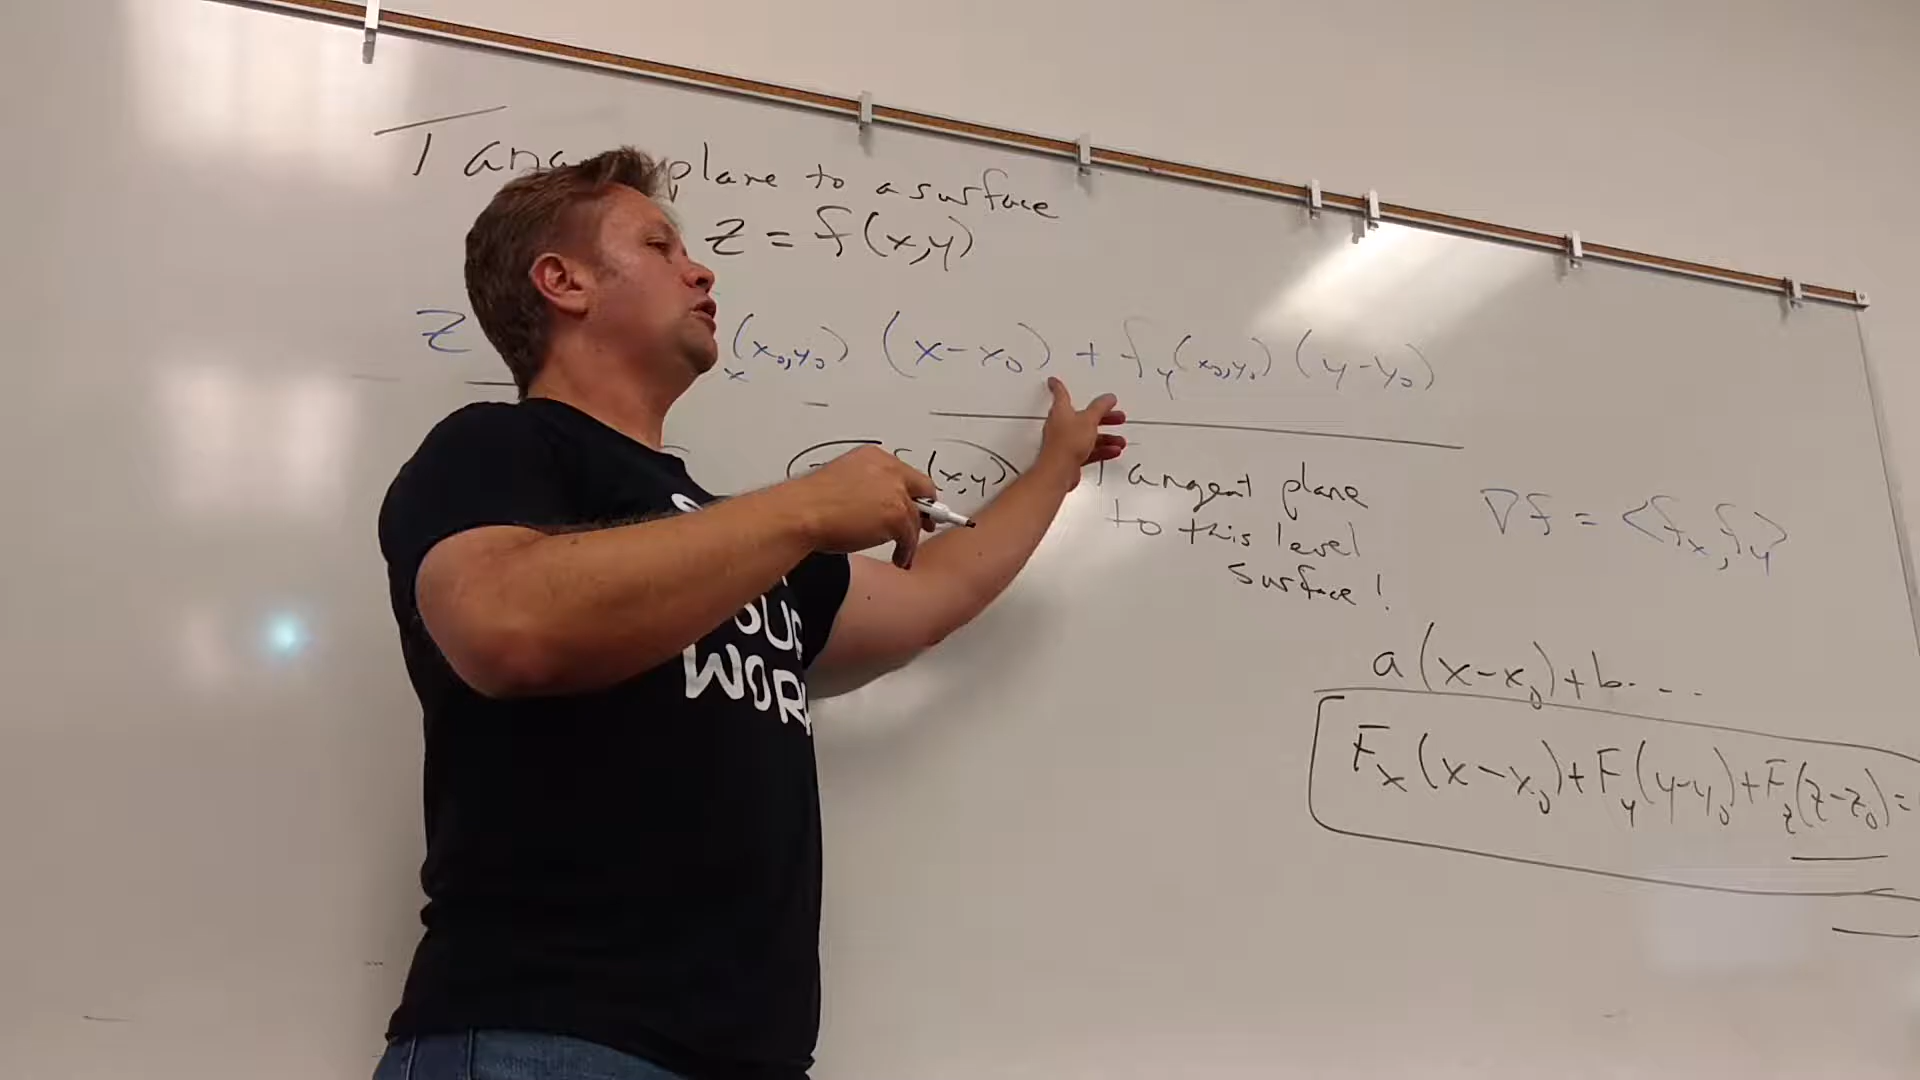 plane to a surface
z = f(x,y)
z x(x₀,y₀) (x-x₀) + f_y(x₀,y₀) (y-y₀)
(x,y)
Tangent plane
to this level
surface!
∇f = <f_x, f_y>
a(x-x₀)+b....
F_x(x-x₀)+F_y(y-y₀)+F_z(z-z₀)=
WOR